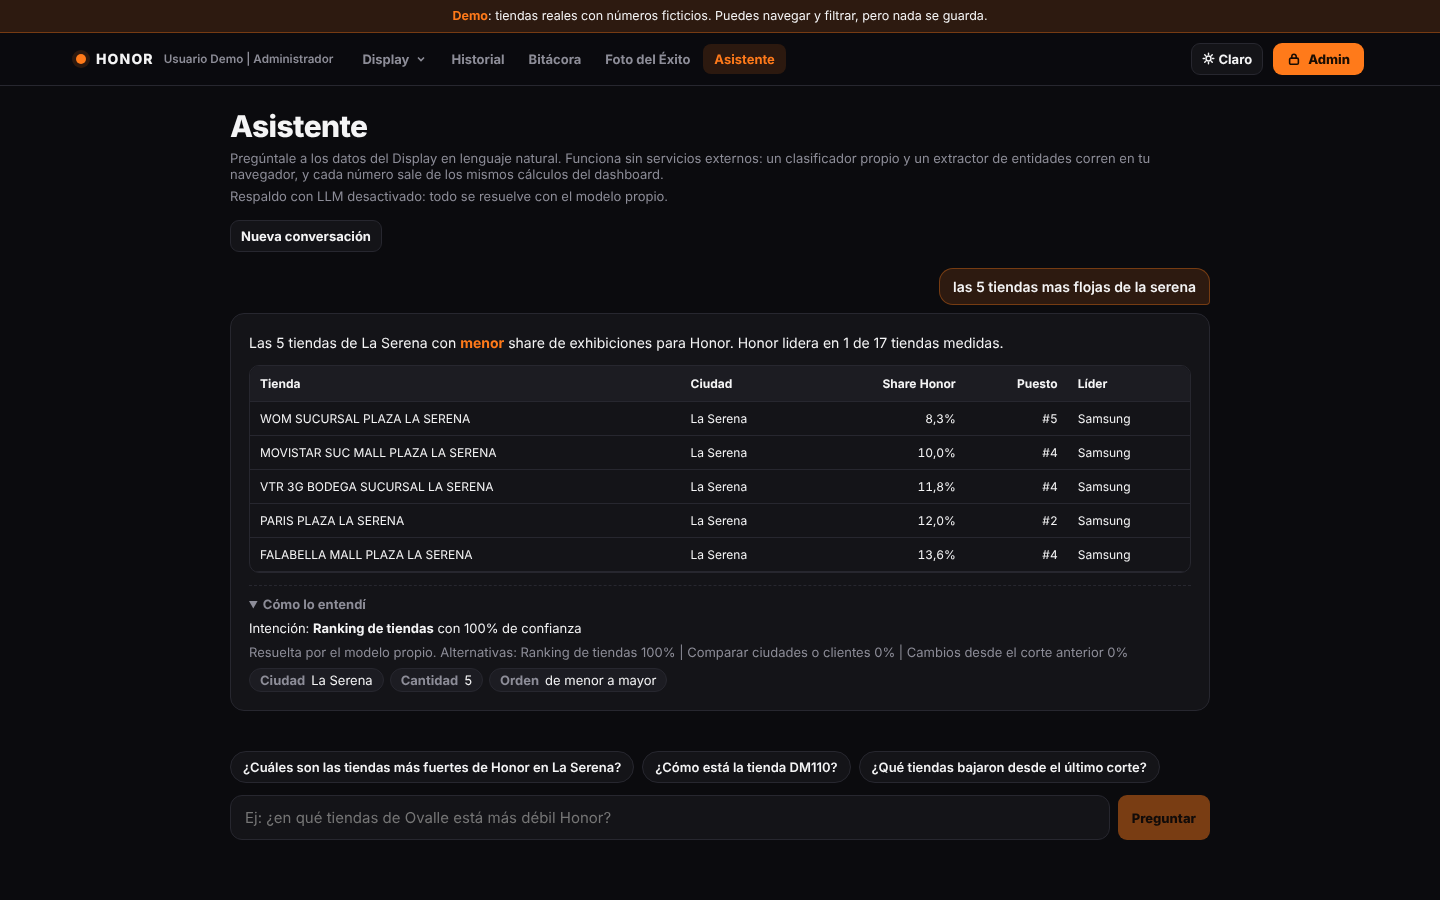 Demo: tiendas reales con números ficticios. Puedes navegar y filtrar, pero nada se guarda.
HONOR Usuario Demo | Administrador Display Historial Bitácora Foto del Éxito Asistente Claro Admin
Asistente
Pregúntale a los datos del Display en lenguaje natural. Funciona sin servicios externos: un clasificador propio y un extractor de entidades corren en tu
navegador, y cada número sale de los mismos cálculos del dashboard.
Respaldo con LLM desactivado: todo se resuelve con el modelo propio.
Nueva conversación
las 5 tiendas mas flojas de la serena
Las 5 tiendas de La Serena con menor share de exhibiciones para Honor. Honor lidera en 1 de 17 tiendas medidas.
Tienda Ciudad Share Honor Puesto Líder
WOM SUCURSAL PLAZA LA SERENA La Serena 8,3% #5 Samsung
MOVISTAR SUC MALL PLAZA LA SERENA La Serena 10,0% #4 Samsung
VTR 3G BODEGA SUCURSAL LA SERENA La Serena 11,8% #4 Samsung
PARIS PLAZA LA SERENA La Serena 12,0% #2 Samsung
FALABELLA MALL PLAZA LA SERENA La Serena 13,6% #4 Samsung
▼ Cómo lo entendí
Intención: Ranking de tiendas con 100% de confianza
Resuelta por el modelo propio. Alternativas: Ranking de tiendas 100% | Comparar ciudades o clientes 0% | Cambios desde el corte anterior 0%
Ciudad La Serena Cantidad 5 Orden de menor a mayor
¿Cuáles son las tiendas más fuertes de Honor en La Serena? ¿Cómo está la tienda DM110? ¿Qué tiendas bajaron desde el último corte?
Ej: ¿en qué tiendas de Ovalle está más débil Honor? Preguntar